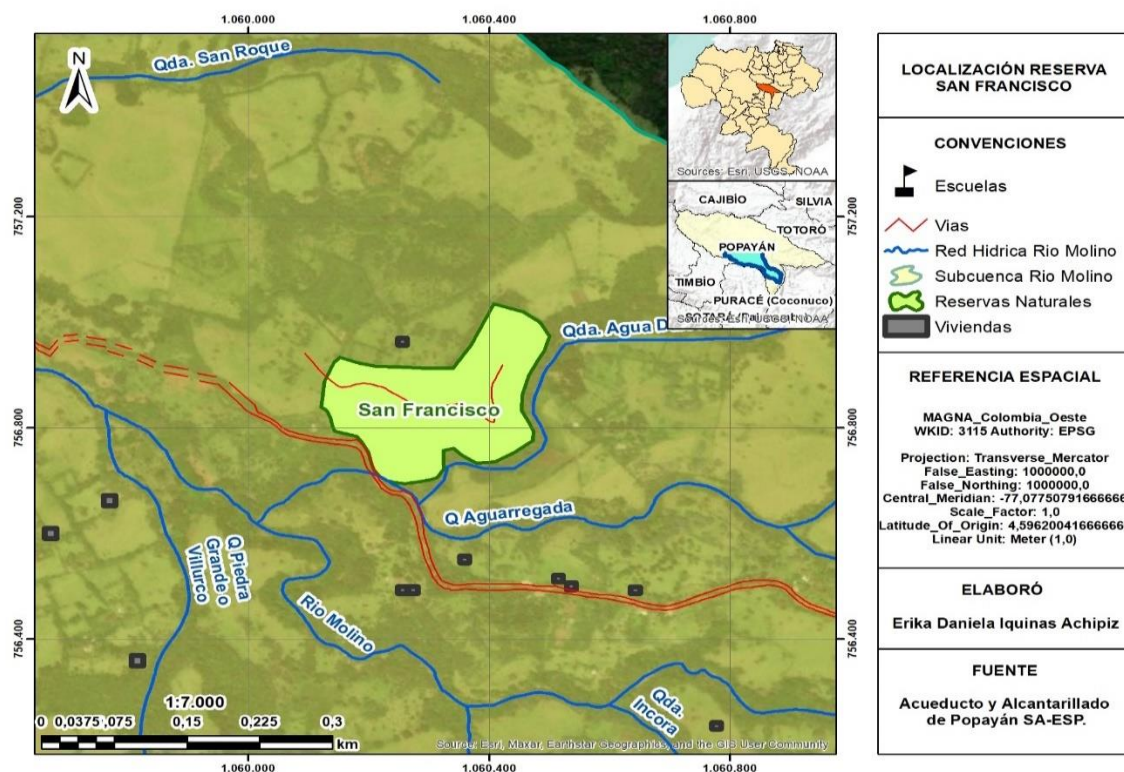 1.060.000
1.060.400
1.060.800
N
Qda. San Roque
Sources: Esri, USGS, NOAA
CAJIBÍO
SILVIA
TOTORÓ
POPAYÁN
TIMBÍO
PURACÉ (Coconuco)
Sources: Esri, USGS, NOAA
757.200
757.200
Qda. Agua D
San Francisco
756.800
756.800
Q Aguarregada
Q Piedra
Grande o
Villurco
Rio Molino
756.400
756.400
Qda.
Incora
1:7.000
0 0,0375 ,075 0,15 0,225 0,3
km
Source: Esri, Maxar, Earthstar Geographics, and the GIS User Community
1.060.000
1.060.400
1.060.800
LOCALIZACIÓN RESERVA
SAN FRANCISCO
CONVENCIONES
Escuelas
Vias
Red Hidrica Rio Molino
Subcuenca Rio Molino
Reservas Naturales
Viviendas
REFERENCIA ESPACIAL
MAGNA_Colombia_Oeste
WKID: 3115 Authority: EPSG
Projection: Transverse_Mercator
False_Easting: 1000000,0
False_Northing: 1000000,0
Central_Meridian: -77,07750791666666
Scale_Factor: 1,0
Latitude_Of_Origin: 4,59620041666666
Linear Unit: Meter (1,0)
ELABORÓ
Erika Daniela Iquinas Achipiz
FUENTE
Acueducto y Alcantarillado
de Popayán SA-ESP.